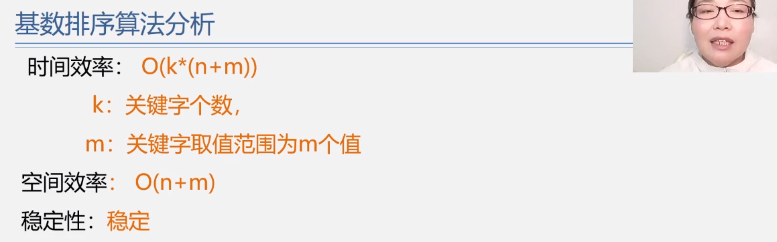 基数排序算法分析
时间效率： O(k*(n+m))
k：关键字个数，
m：关键字取值范围为m个值
空间效率： O(n+m)
稳定性：稳定